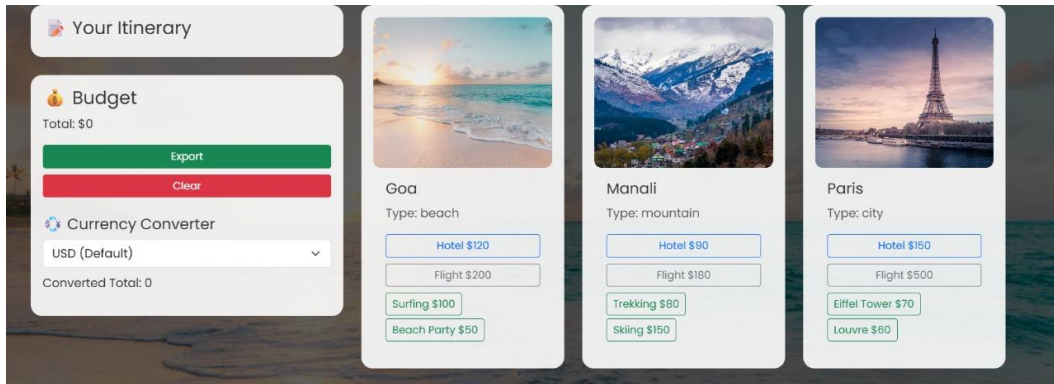 Your Itinerary
Budget
Total: $0
Export
Clear
Currency Converter
USD (Default)
Converted Total: 0
Goa
Type: beach
Hotel $120
Flight $200
Surfing $100
Beach Party $50
Manali
Type: mountain
Hotel $90
Flight $180
Trekking $80
Skiing $150
Paris
Type: city
Hotel $150
Flight $500
Eiffel Tower $70
Louvre $60